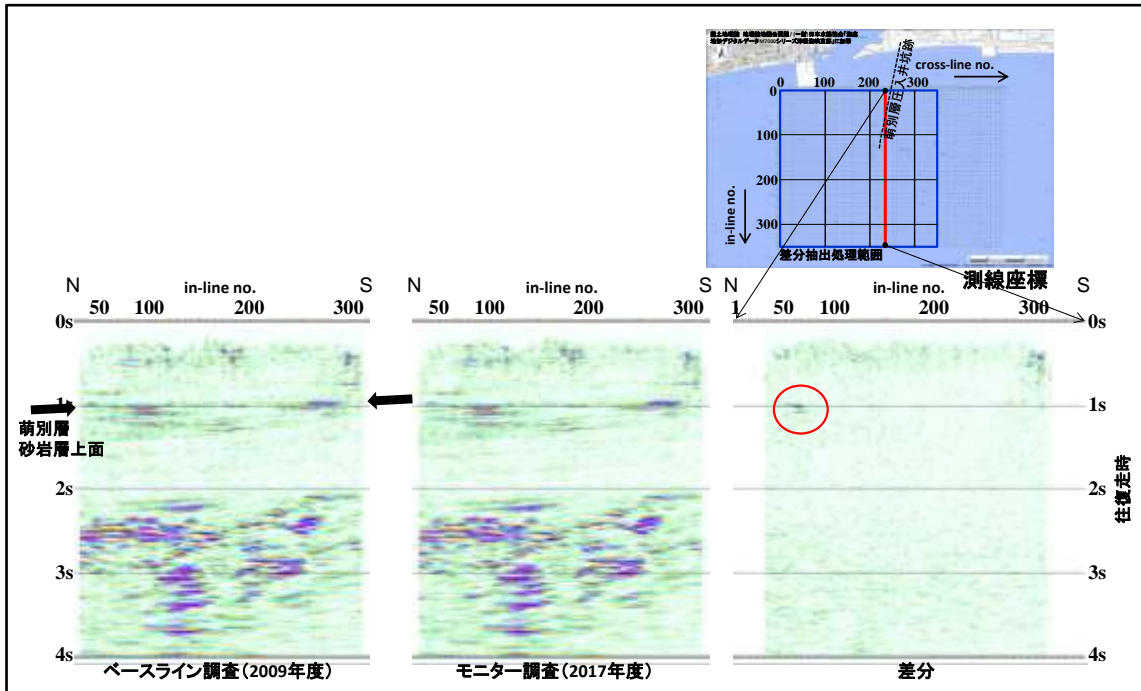 cross-line no.
0 100 200 300
0
100
200
300
in-line no.
萌別層圧入井坑跡
差分抽出処理範囲
測線座標
N in-line no. S
50 100 200 300
0s
1s
2s
3s
4s
萌別層
砂岩層上面
ベースライン調査(2009年度)
N in-line no. S
50 100 200 300
モニター調査(2017年度)
N in-line no. S
1 50 100 200 300
0s
1s
2s
3s
4s
往復走時
差分